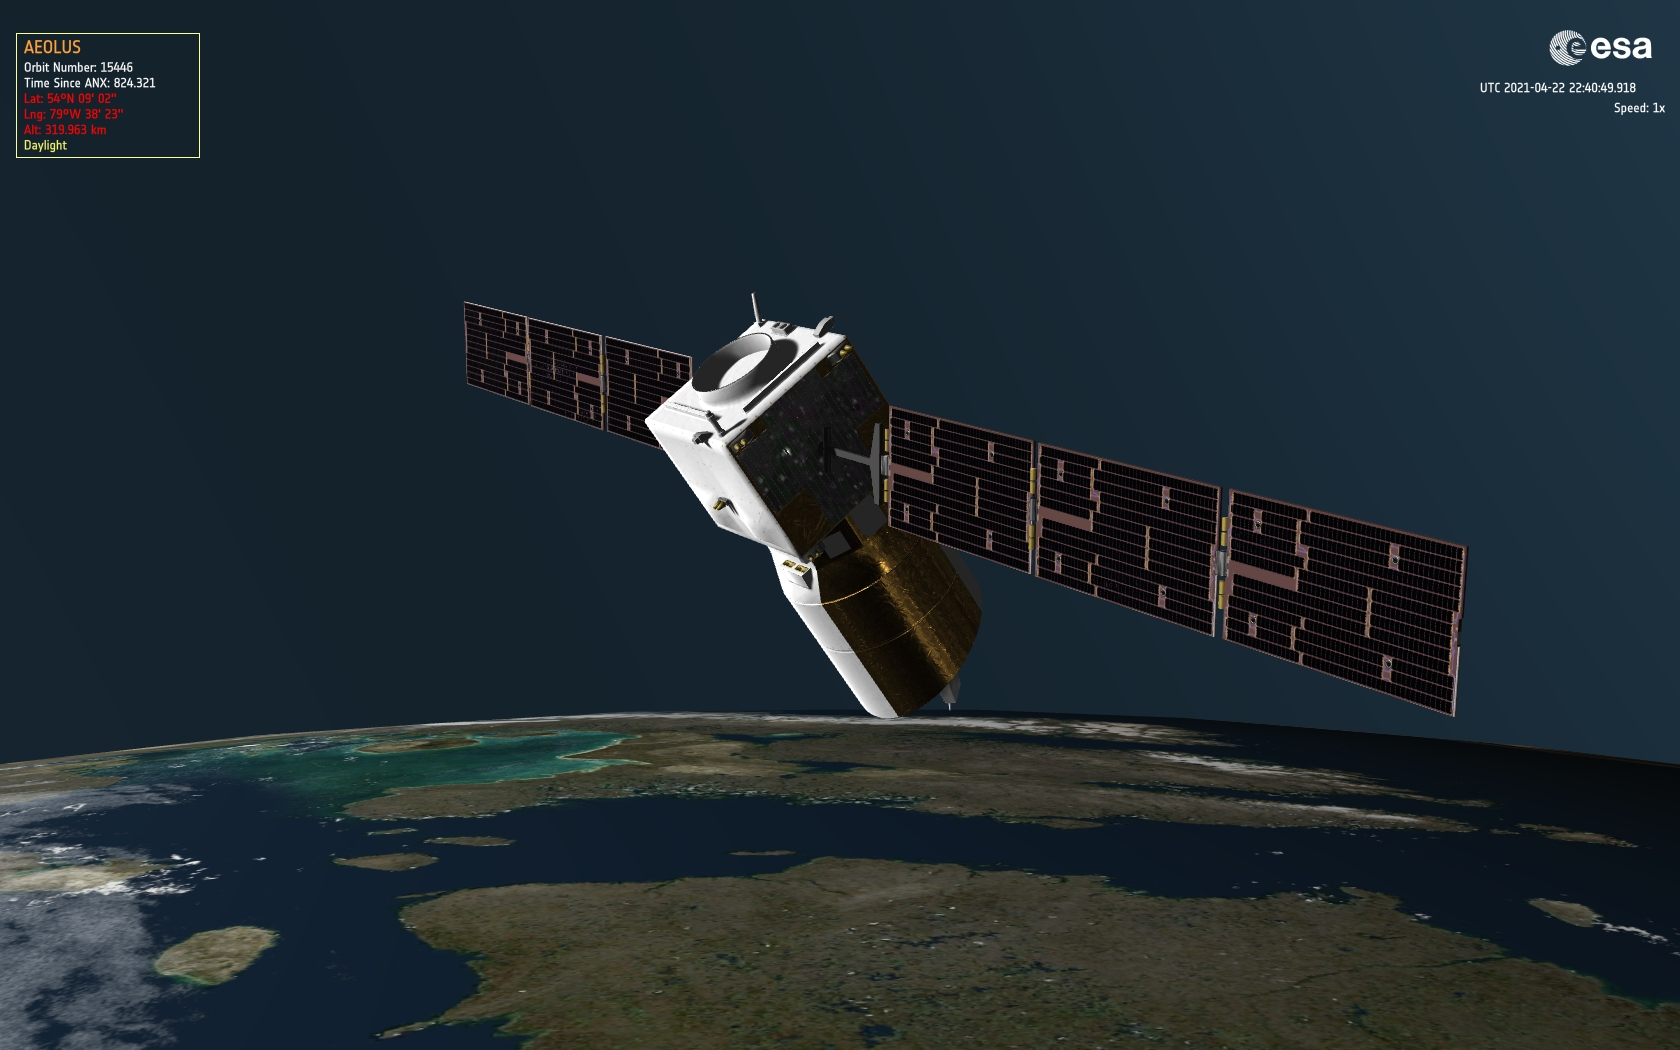 AEOLUS
Orbit Number: 15446
Time Since ANX: 824.321
Lat: 54°N 09' 02"
Lng: 79°W 38' 23"
Alt: 319.963 km
Daylight
esa
UTC 2021-04-22 22:40:49.918
Speed: 1x